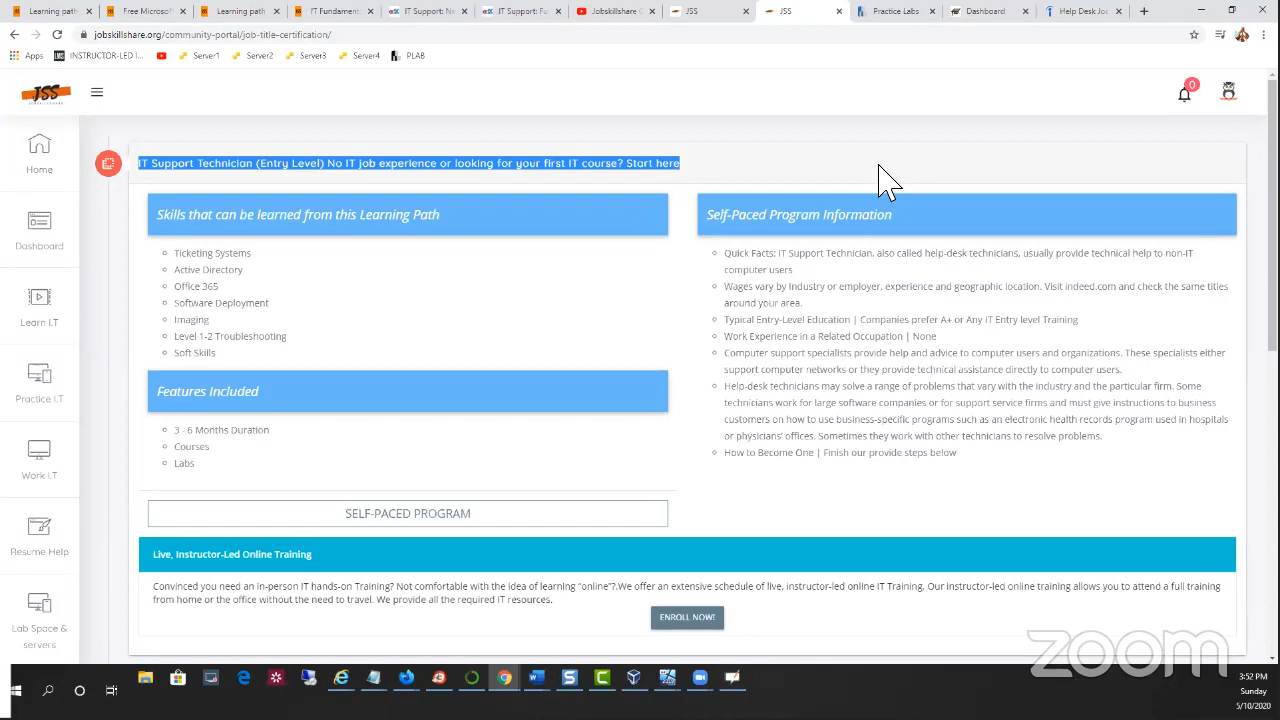 Learning path
Free Microsof
Learning path
IT Fundament
IT Support: Ne
IT Support: Fu
Jobskillshare C
JSS
JSS
Practice Labs
Dashboard
Help Desk Jo
jobskillshare.org/community-portal/job-title-certification/
Apps
INSTRUCTOR-LED I...
Server1
Server2
Server3
Server4
PLAB
JSS
0
Home
Dashboard
Learn I.T
Practice I.T
Work I.T
Resume Help
Lab Space &
servers
IT Support Technician (Entry Level) No IT job experience or looking for your first IT course? Start here
Skills that can be learned from this Learning Path
Ticketing Systems
Active Directory
Office 365
Software Deployment
Imaging
Level 1-2 Troubleshooting
Soft Skills
Features Included
3 - 6 Months Duration
Courses
Labs
SELF-PACED PROGRAM
Self-Paced Program Information
Quick Facts: IT Support Technician, also called help-desk technicians, usually provide technical help to non-IT
computer users
Wages vary by Industry or employer, experience and geographic location. Visit indeed.com and check the same titles
around your area.
Typical Entry-Level Education | Companies prefer A+ or Any IT Entry level Training
Work Experience in a Related Occupation | None
Computer support specialists provide help and advice to computer users and organizations. These specialists either
support computer networks or they provide technical assistance directly to computer users.
Help-desk technicians may solve a range of problems that vary with the industry and the particular firm. Some
technicians work for large software companies or for support service firms and must give instructions to business
customers on how to use business-specific programs such as an electronic health records program used in hospitals
or physicians' offices. Sometimes they work with other technicians to resolve problems.
How to Become One | Finish our provide steps below
Live, Instructor-Led Online Training
Convinced you need an in-person IT hands-on Training? Not comfortable with the idea of learning "online"?.We offer an extensive schedule of live, instructor-led online IT Training. Our instructor-led online training allows you to attend a full training
from home or the office without the need to travel. We provide all the required IT resources.
ENROLL NOW!
zoom
3:52 PM
Sunday
5/10/2020